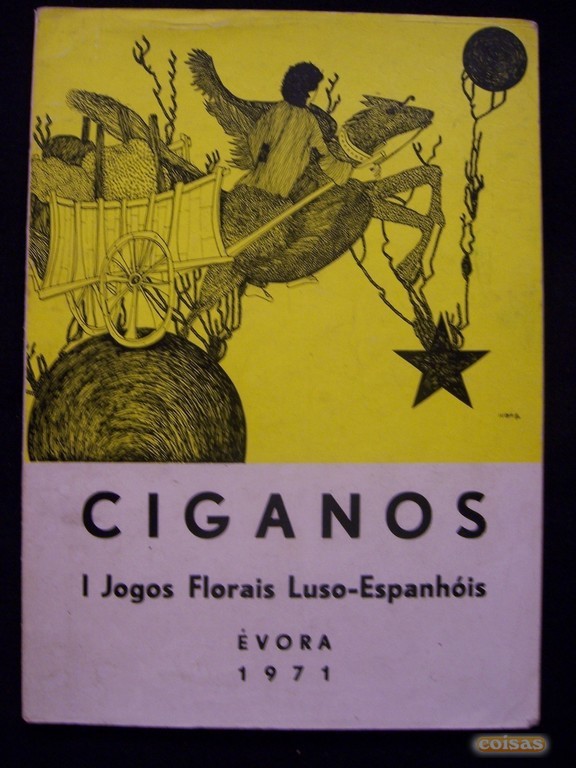 CIGANOS
I Jogos Florais Luso-Espanhóis
ÉVORA
1971
coisas